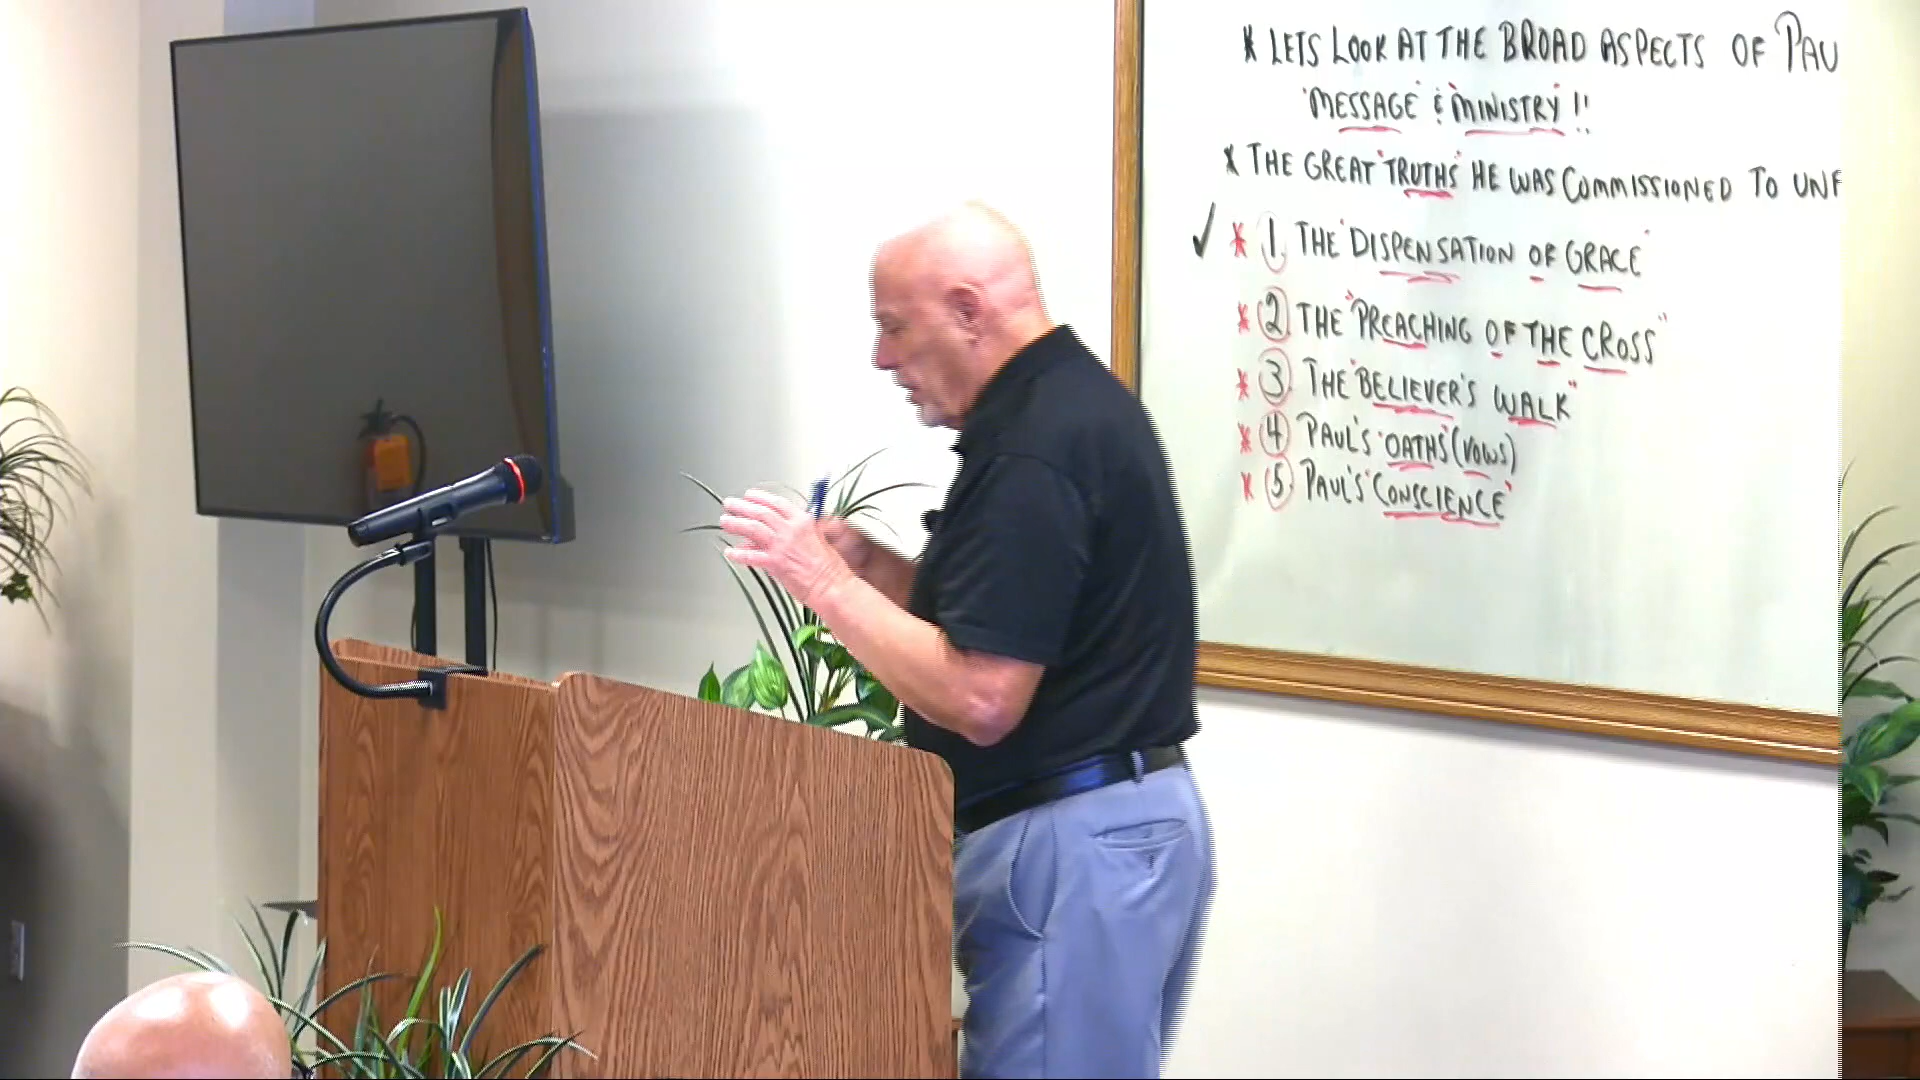 * LETS LOOK AT THE BROAD ASPECTS OF PAU
"MESSAGE" & "MINISTRY" !!
* THE GREAT "TRUTHS" HE WAS COMMISSIONED TO UNF
✓ * 1. THE "DISPENSATION OF GRACE"
* 2. THE "PREACHING OF THE CROSS"
* 3. THE "BELIEVER'S WALK"
* 4. PAUL'S "OATHS" (VOWS)
* 5. PAUL'S "CONSCIENCE"